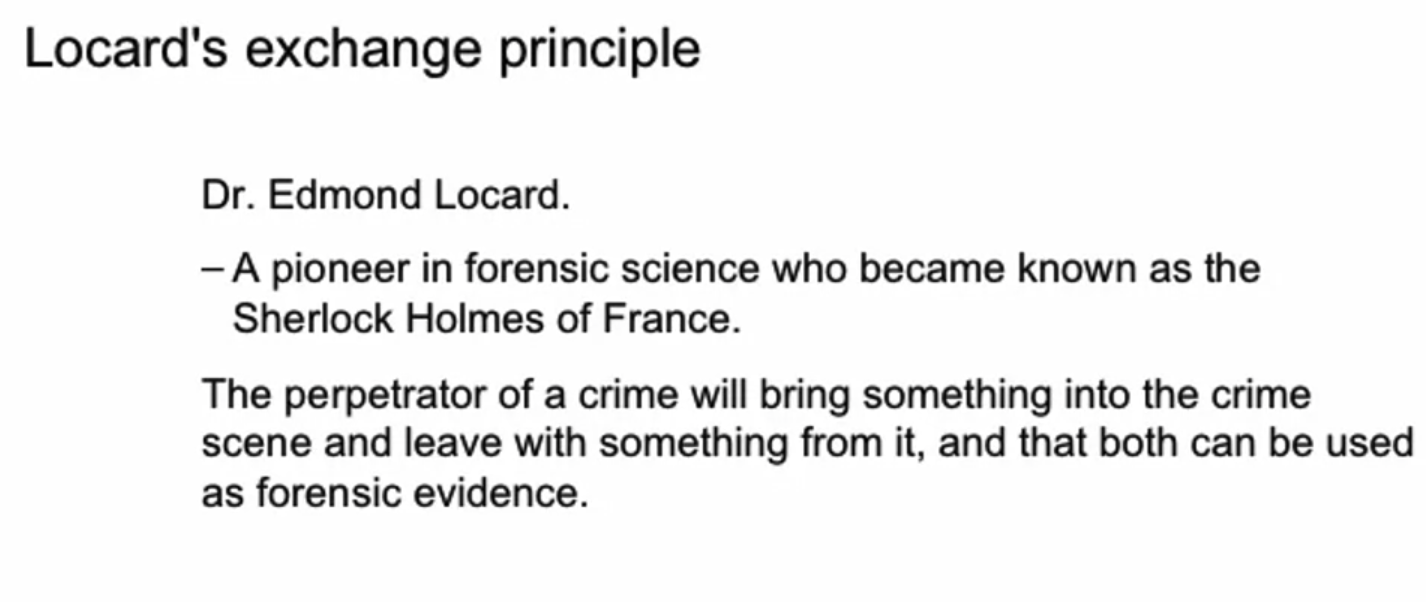 Locard's exchange principle
Dr. Edmond Locard.
– A pioneer in forensic science who became known as the
Sherlock Holmes of France.
The perpetrator of a crime will bring something into the crime
scene and leave with something from it, and that both can be used
as forensic evidence.